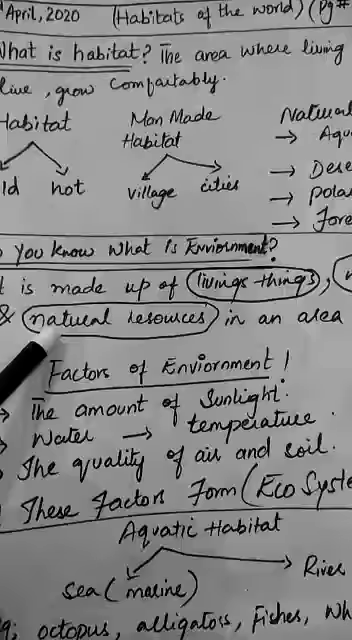 April, 2020 (Habitats of the world) (Pg #
What is habitat? The area where living
live, grow comfortably.
Habitat Man Made Habitat Natural
→ Aqu
ld hot village cities → Dese
→ Pola
→ Fore
you know what is Enviornment?
t is made up of (livings things),
& (natural resources) in an area
Factors of Enviornment!
→ The amount of Sunlight.
Water → temperature.
The quality of air and soil.
These Factors Form (Eco Syste
Aquatic Habitat
Sea (marine) River
eg; octopus, alligators, Fishes, Wh